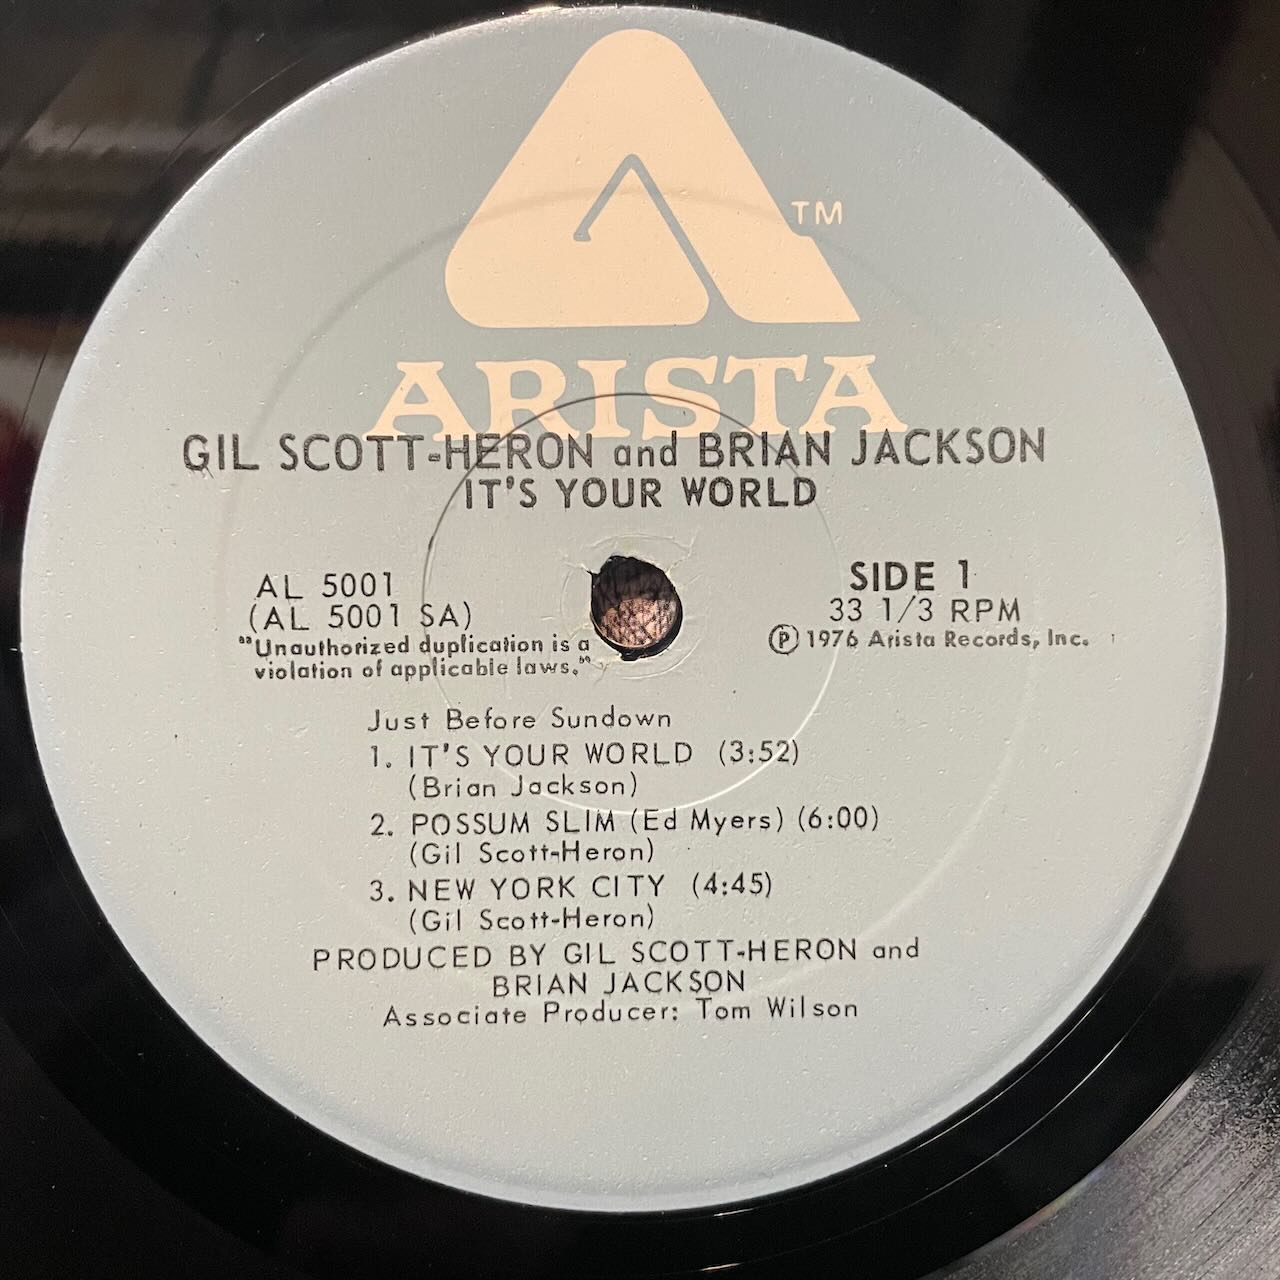 TM
ARISTA
GIL SCOTT-HERON and BRIAN JACKSON
IT'S YOUR WORLD
AL 5001
(AL 5001 SA)
"Unauthorized duplication is a
violation of applicable laws."
SIDE 1
33 1/3 RPM
Ⓟ 1976 Arista Records, Inc.
Just Before Sundown
1. IT'S YOUR WORLD (3:52)
(Brian Jackson)
2. POSSUM SLIM (Ed Myers) (6:00)
(Gil Scott-Heron)
3. NEW YORK CITY (4:45)
(Gil Scott-Heron)
PRODUCED BY GIL SCOTT-HERON and
BRIAN JACKSON
Associate Producer: Tom Wilson